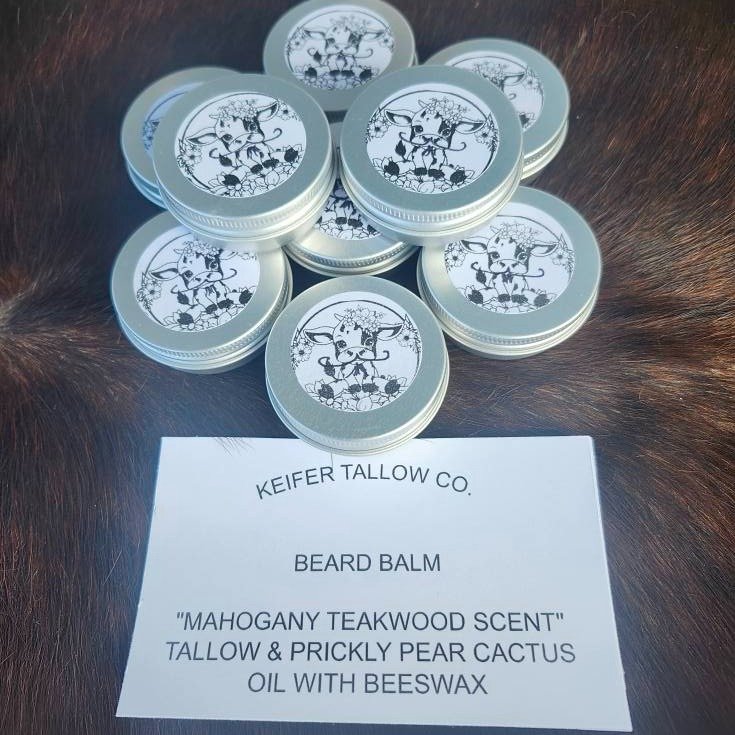 KEIFER TALLOW CO.
BEARD BALM
"MAHOGANY TEAKWOOD SCENT"
TALLOW & PRICKLY PEAR CACTUS
OIL WITH BEESWAX